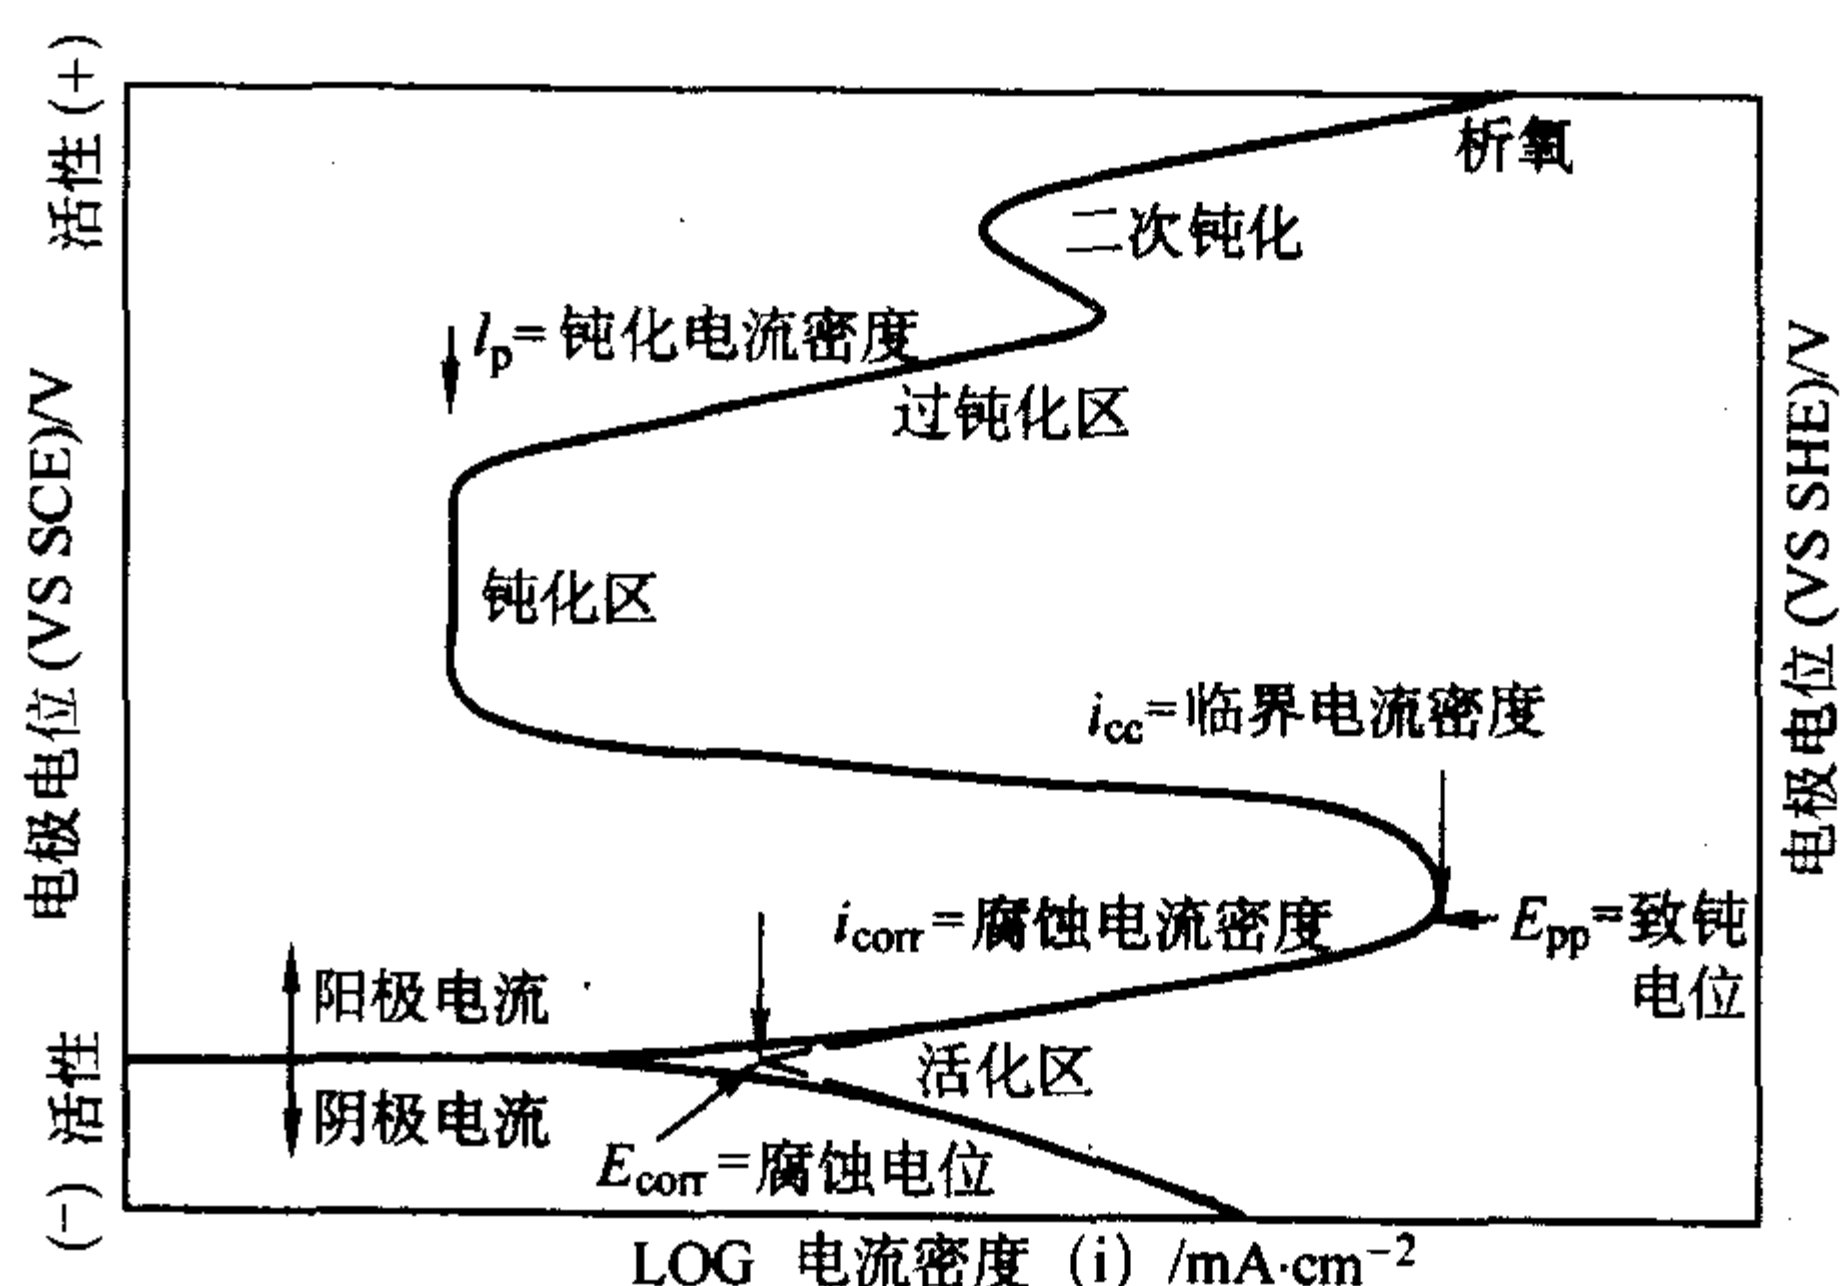 活性 (+)
析氧
二次钝化
lp= 钝化电流密度
过钝化区
电极电位 (VS SCE)/V
电极电位 (VS SHE)/V
钝化区
icc=临界电流密度
icorr=腐蚀电流密度
Epp=致钝
电位
阳极电流
活化区
阴极电流
Ecorr=腐蚀电位
(−) 活性
LOG 电流密度 (i) /mA·cm⁻²